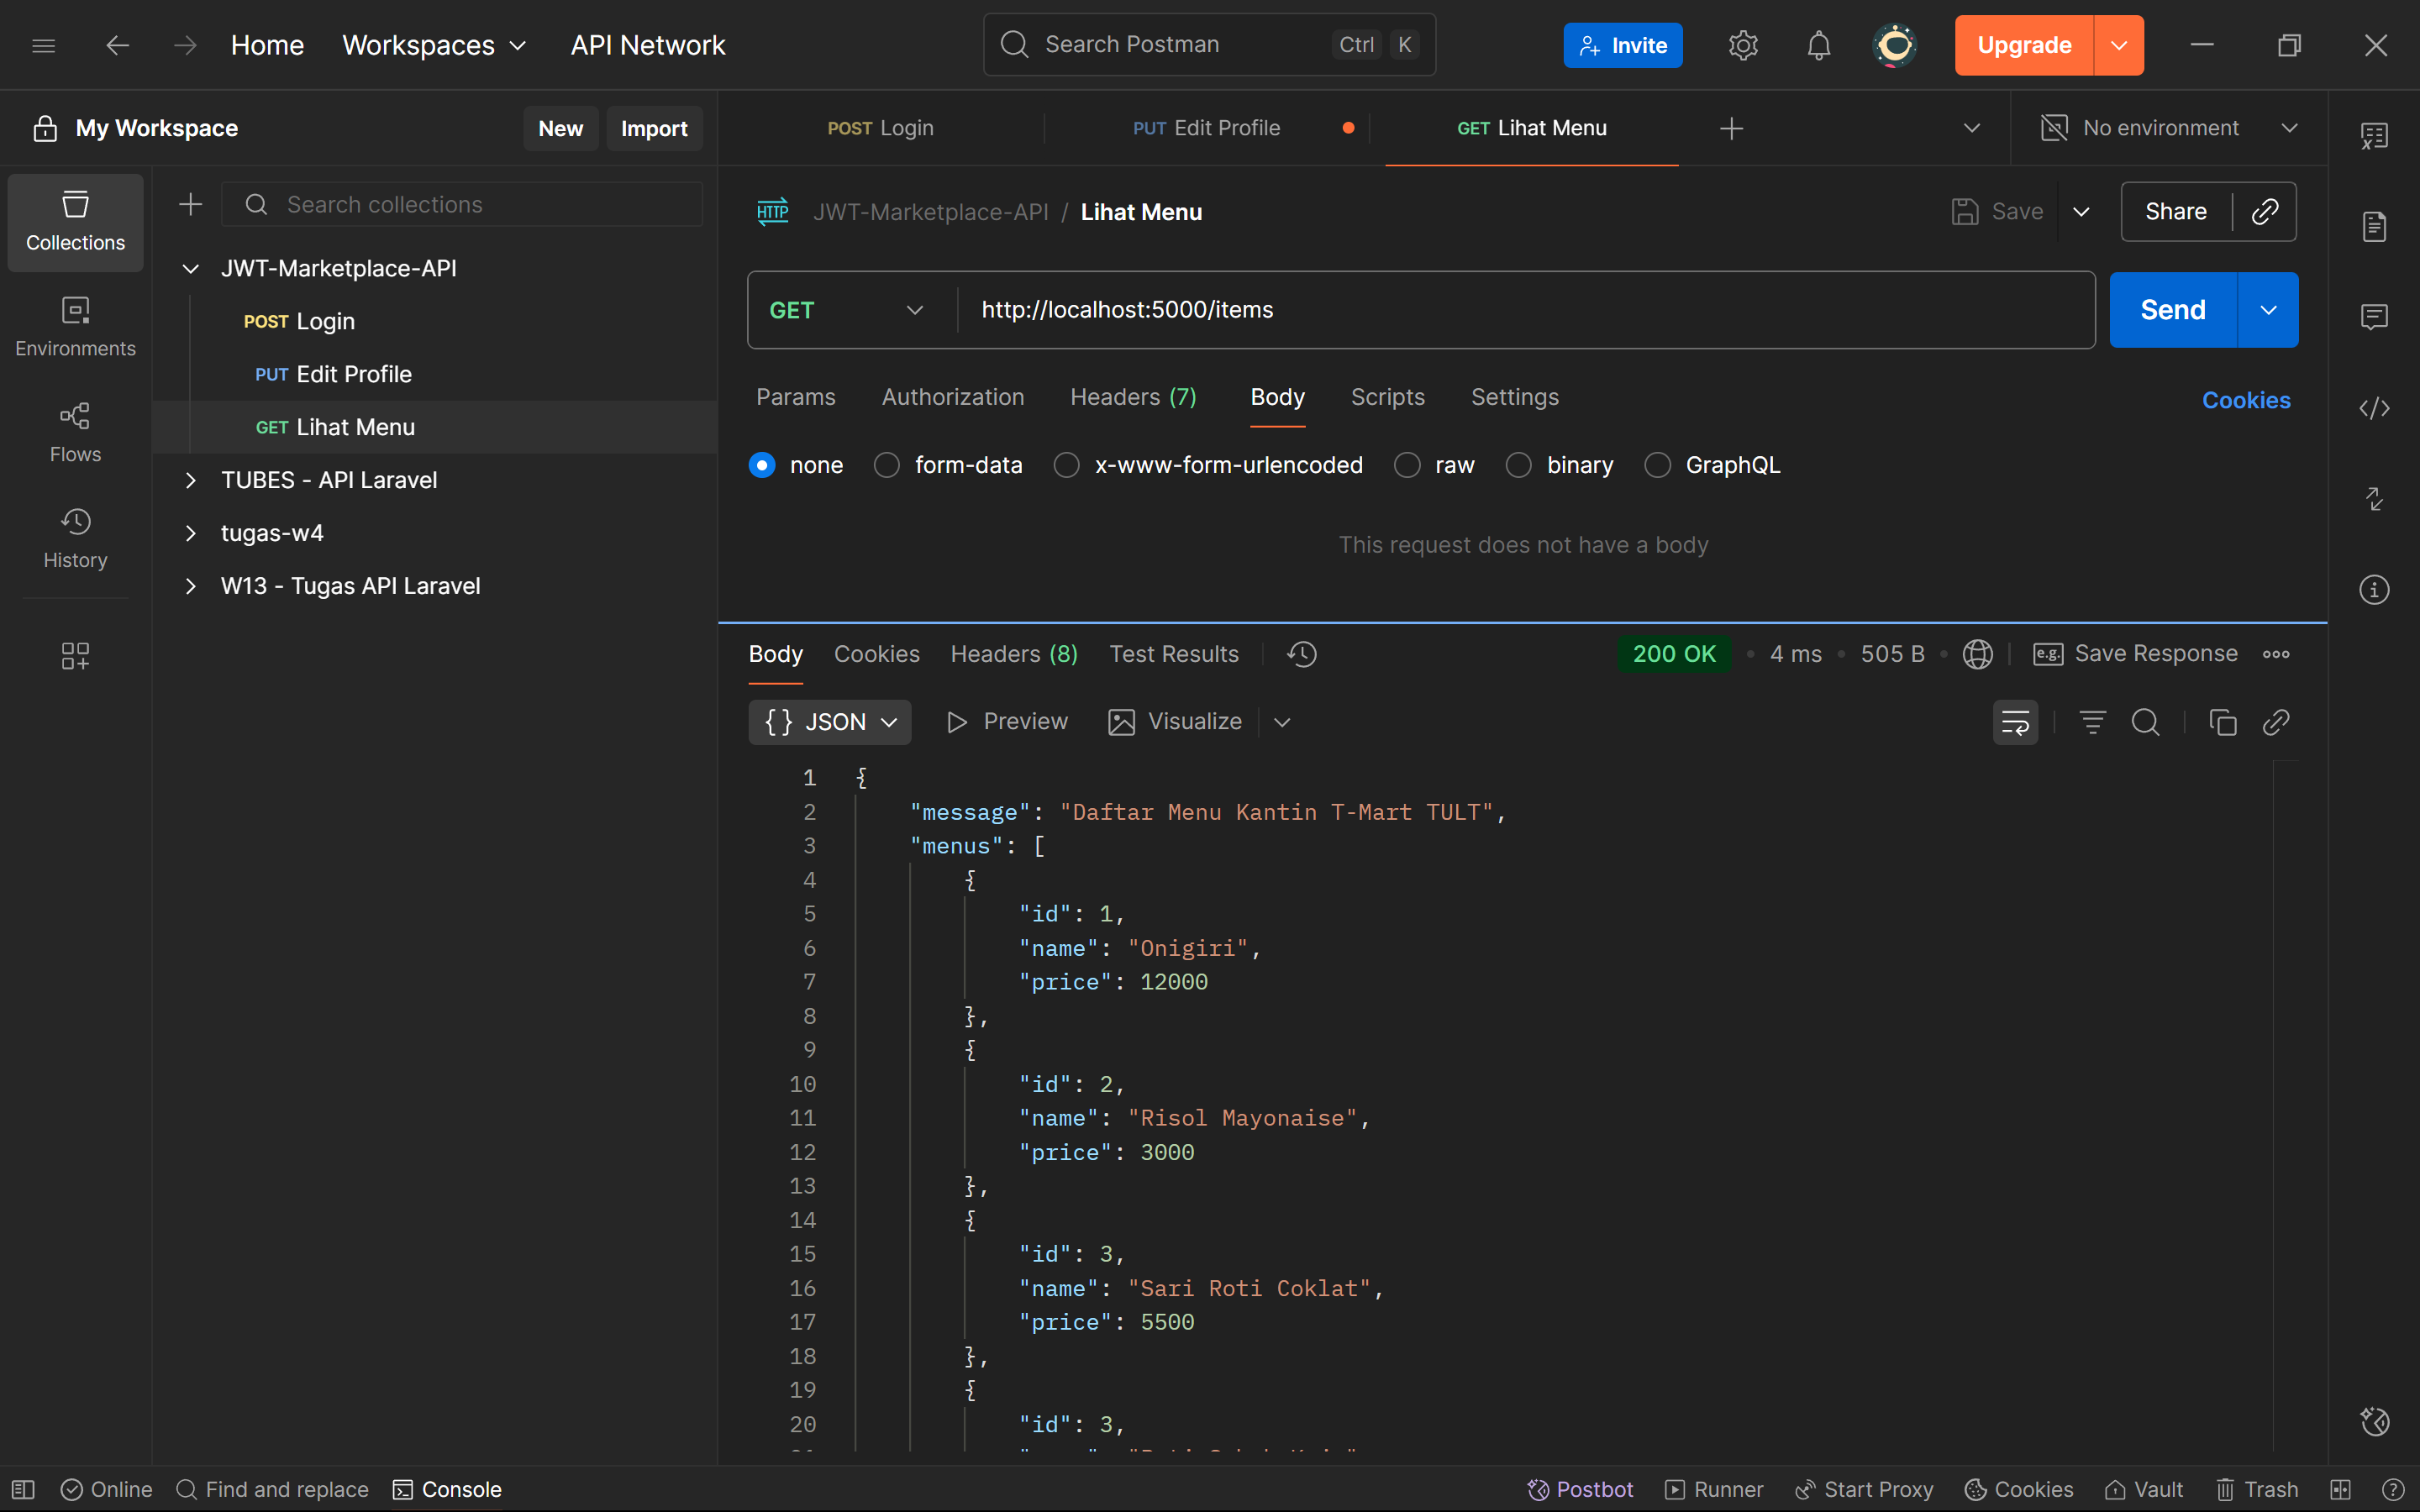 Home Workspaces API Network Search Postman Ctrl K Invite Upgrade
My Workspace New Import POST Login PUT Edit Profile GET Lihat Menu No environment
Collections
Environments
Flows
History
Search collections
JWT-Marketplace-API
POST Login
PUT Edit Profile
GET Lihat Menu
TUBES - API Laravel
tugas-w4
W13 - Tugas API Laravel
HTTP JWT-Marketplace-API / Lihat Menu Save Share
GET http://localhost:5000/items Send
Params Authorization Headers (7) Body Scripts Settings Cookies
none form-data x-www-form-urlencoded raw binary GraphQL
This request does not have a body
Body Cookies Headers (8) Test Results 200 OK • 4 ms • 505 B • e.g. Save Response
{} JSON Preview Visualize
1 {
2 "message": "Daftar Menu Kantin T-Mart TULT",
3 "menus": [
4 {
5 "id": 1,
6 "name": "Onigiri",
7 "price": 12000
8 },
9 {
10 "id": 2,
11 "name": "Risol Mayonaise",
12 "price": 3000
13 },
14 {
15 "id": 3,
16 "name": "Sari Roti Coklat",
17 "price": 5500
18 },
19 {
20 "id": 3,
Online Find and replace Console Postbot Runner Start Proxy Cookies Vault Trash